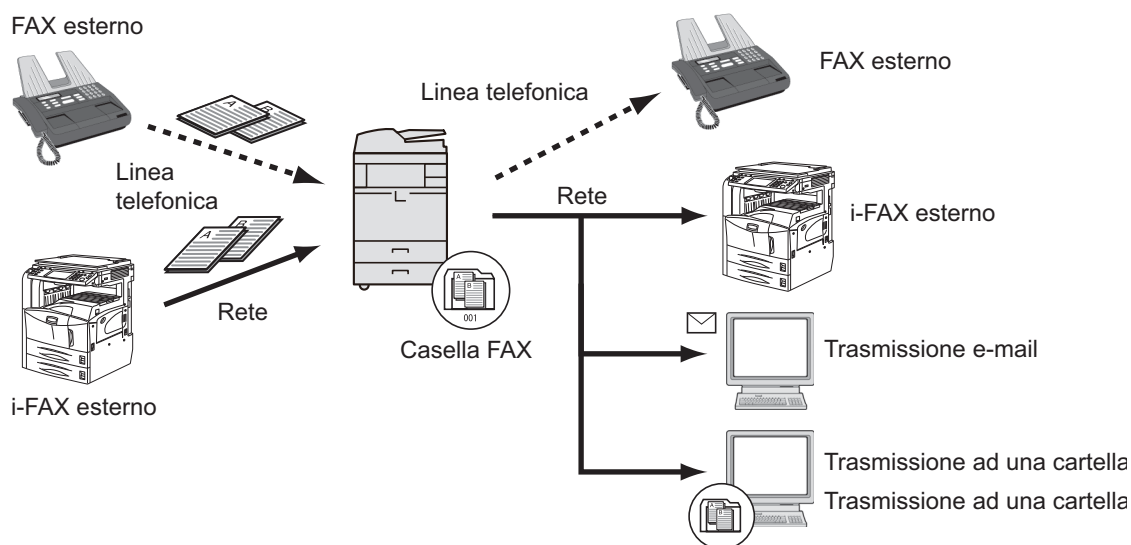 FAX esterno
FAX esterno
Linea telefonica
A
B
Linea
telefonica
Rete
i-FAX esterno
A
B
Rete
A
B
001
Casella FAX
Trasmissione e-mail
i-FAX esterno
Trasmissione ad una cartella
Trasmissione ad una cartella
A
B